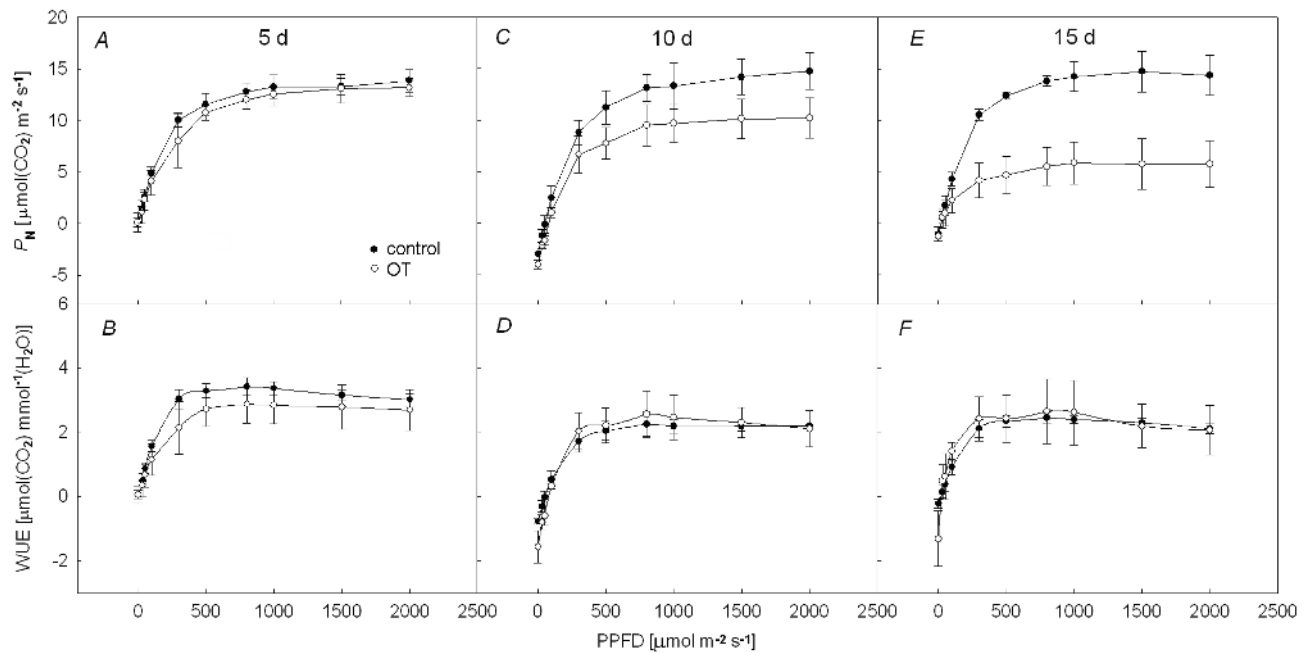 A
5 d
C
10 d
E
15 d
20
15
10
5
0
-5
6
P_N [μmol(CO₂) m⁻² s⁻¹]
control
OT
B
D
F
4
2
0
-2
WUE [μmol(CO₂) mmol⁻¹(H₂O)]
0 500 1000 1500 2000 2500
0 500 1000 1500 2000 2500
0 500 1000 1500 2000 2500
PPFD [μmol m⁻² s⁻¹]